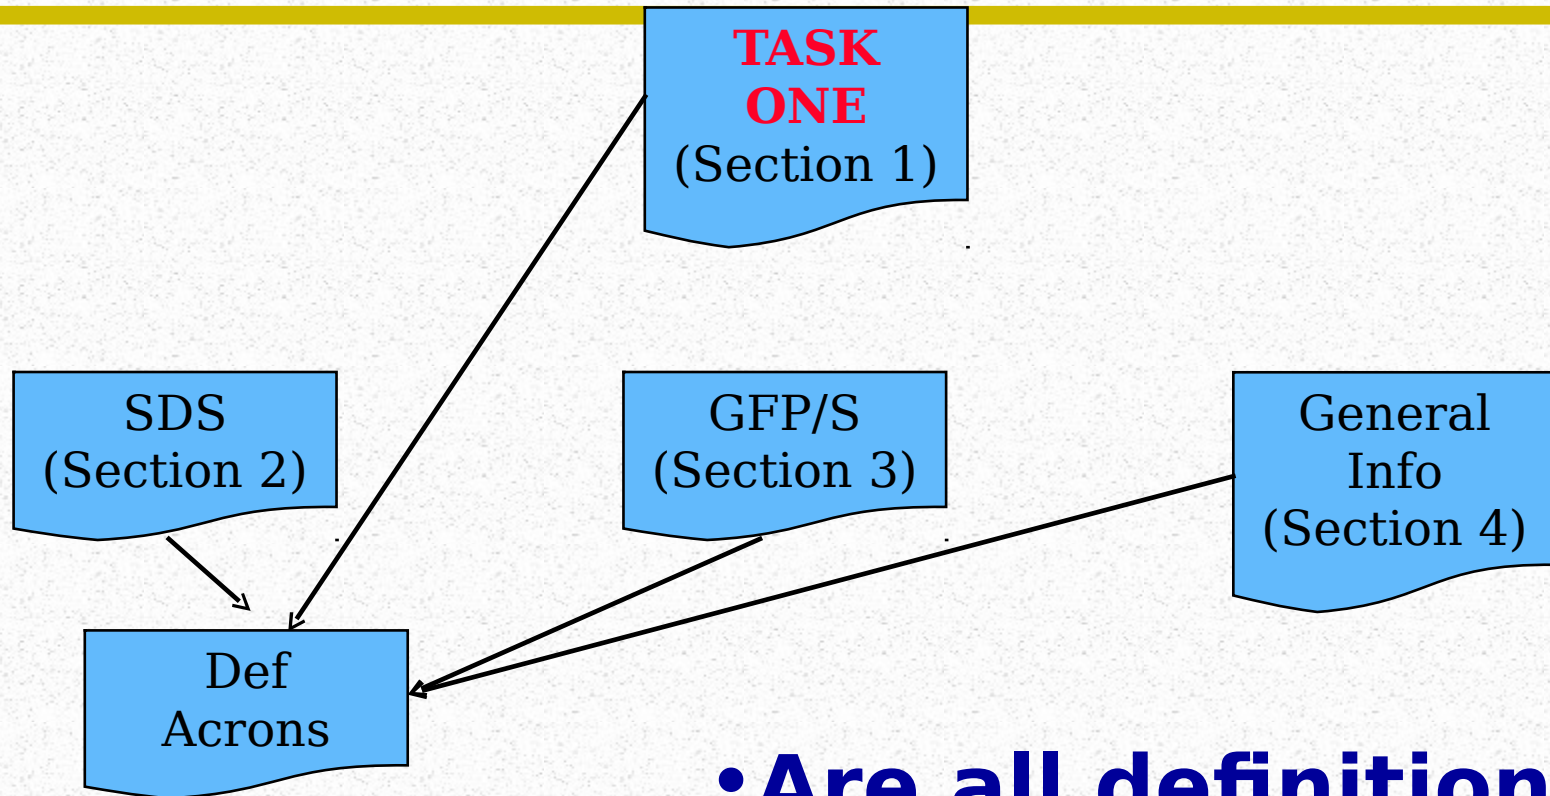 TASK
ONE
(Section 1)
SDS
(Section 2)
GFP/S
(Section 3)
General
Info
(Section 4)
Def
Acrons
•Are all definition